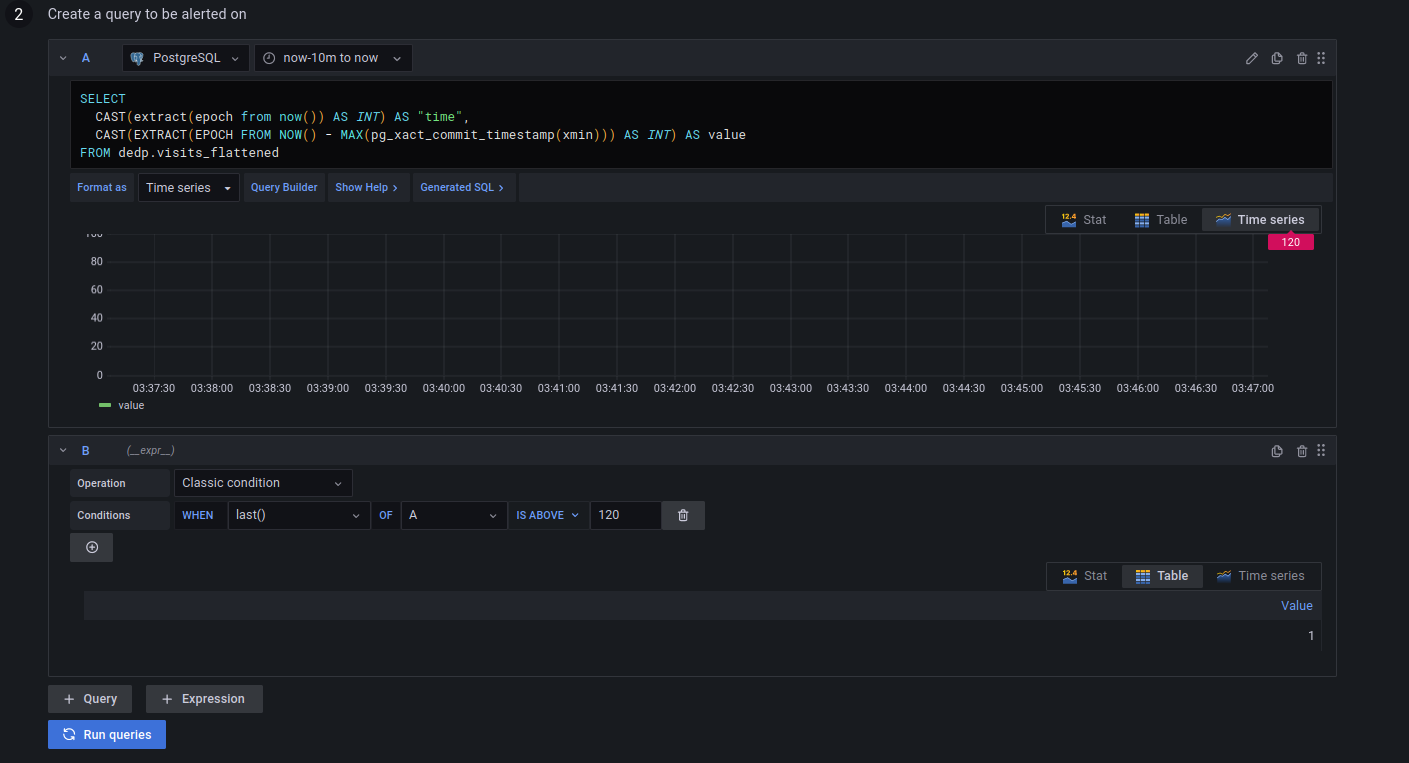 2 Create a query to be alerted on
A PostgreSQL now-10m to now
SELECT
CAST(extract(epoch from now()) AS INT) AS "time",
CAST(EXTRACT(EPOCH FROM NOW() - MAX(pg_xact_commit_timestamp(xmin))) AS INT) AS value
FROM dedp.visits_flattened
Format as Time series Query Builder Show Help > Generated SQL >
12.4 Stat Table Time series
120
100
80
60
40
20
0
03:37:30 03:38:00 03:38:30 03:39:00 03:39:30 03:40:00 03:40:30 03:41:00 03:41:30 03:42:00 03:42:30 03:43:00 03:43:30 03:44:00 03:44:30 03:45:00 03:45:30 03:46:00 03:46:30 03:47:00
value
B (__expr__)
Operation Classic condition
Conditions WHEN last() OF A IS ABOVE 120
12.4 Stat Table Time series
Value
1
+ Query + Expression
Run queries